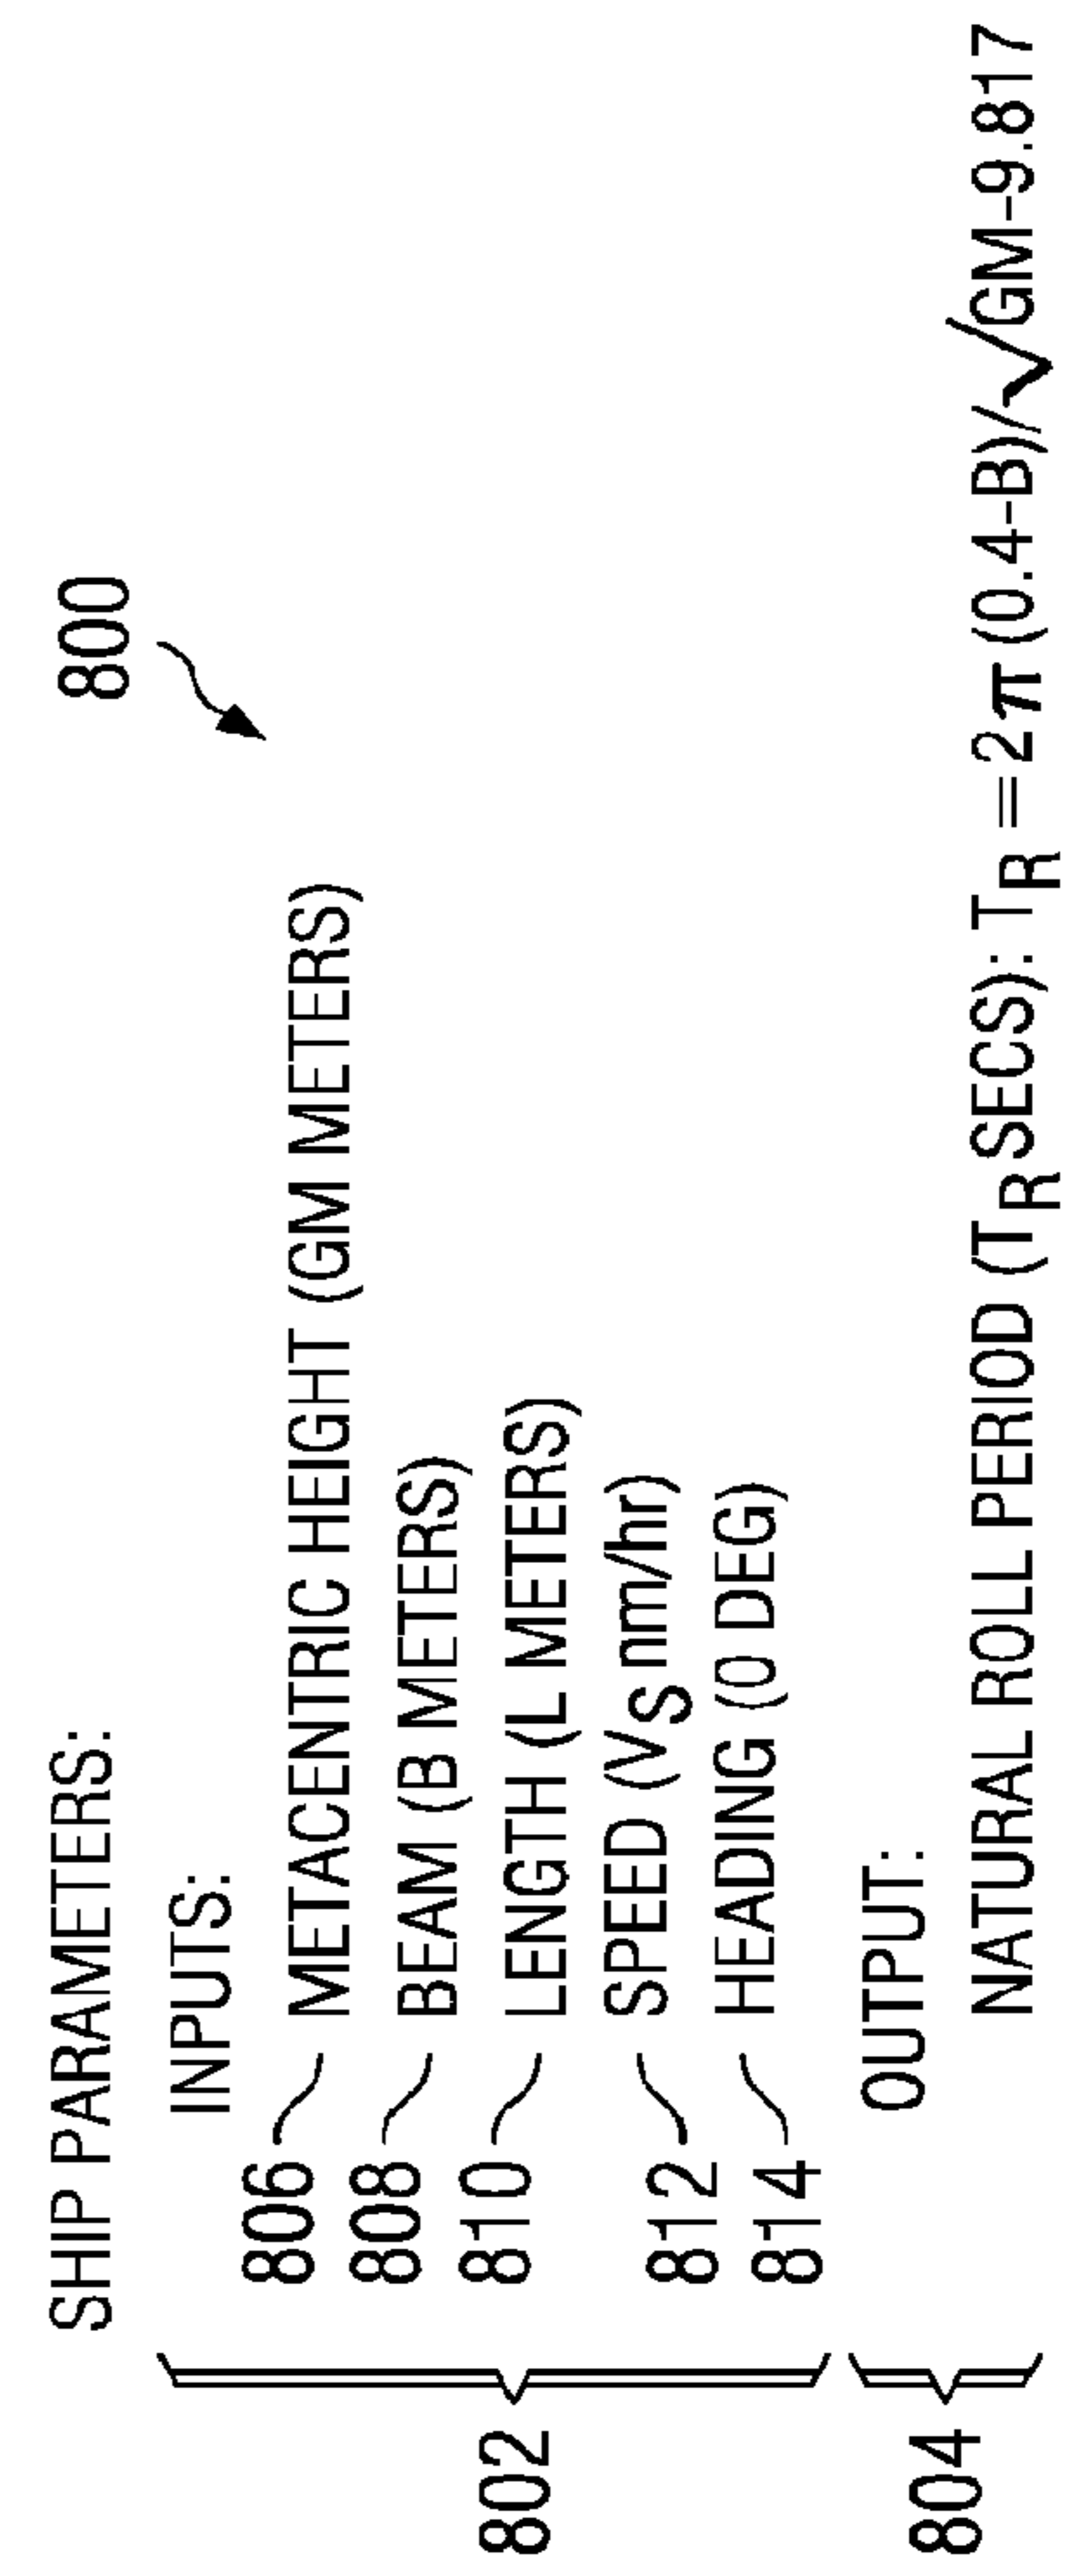 800
SHIP PARAMETERS:
INPUTS:
806 METACENTRIC HEIGHT (GM METERS)
808 BEAM (B METERS)
810 LENGTH (L METERS)
812 SPEED (VS nm/hr)
814 HEADING (0 DEG)
802
OUTPUT:
NATURAL ROLL PERIOD (TR SECS): TR =2π (0.4-B)/√GM-9.817
804